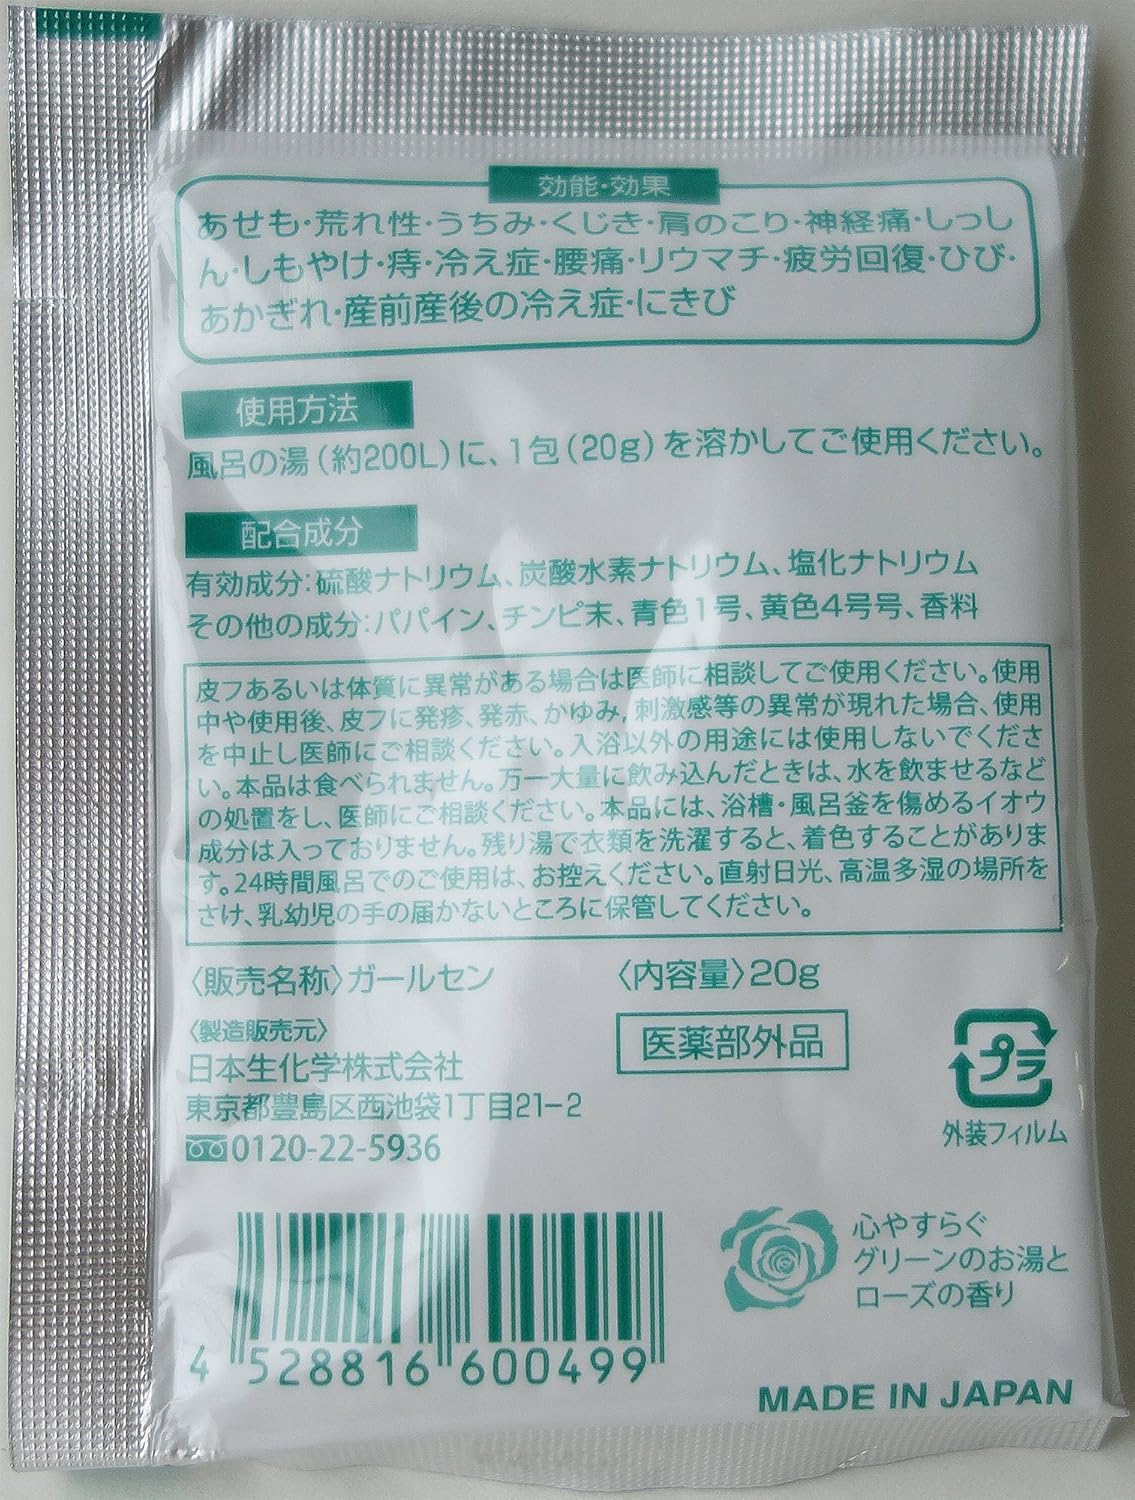 効能・効果
あせも・荒れ性・うちみ・くじき・肩のこり・神経痛・しっし
ん・しもやけ・痔・冷え症・腰痛・リウマチ・疲労回復・ひび・
あかぎれ・産前産後の冷え症・にきび
使用方法
風呂の湯(約200L)に、1包(20g)を溶かしてご使用ください。
配合成分
有効成分:硫酸ナトリウム、炭酸水素ナトリウム、塩化ナトリウム
その他の成分:パパイン、チンピ末、青色1号、黄色4号号、香料
皮フあるいは体質に異常がある場合は医師に相談してご使用ください。使用
中や使用後、皮フに発疹、発赤、かゆみ,刺激感等の異常が現れた場合、使用
を中止し医師にご相談ください。入浴以外の用途には使用しないでくださ
い。本品は食べられません。万一大量に飲み込んだときは、水を飲ませるなど
の処置をし、医師にご相談ください。本品には、浴槽・風呂釜を傷めるイオウ
成分は入っておりません。残り湯で衣類を洗濯すると、着色することがありま
す。24時間風呂でのご使用は、お控えください。直射日光、高温多湿の場所を
さけ、乳幼児の手の届かないところに保管してください。
〈販売名称〉ガールセン
〈内容量〉20g
〈製造販売元〉
日本生化学株式会社
東京都豊島区西池袋1丁目21-2
0120-22-5936
医薬部外品
プラ
外装フィルム
心やすらぐ
グリーンのお湯と
ローズの香り
4 528816 600499
MADE IN JAPAN